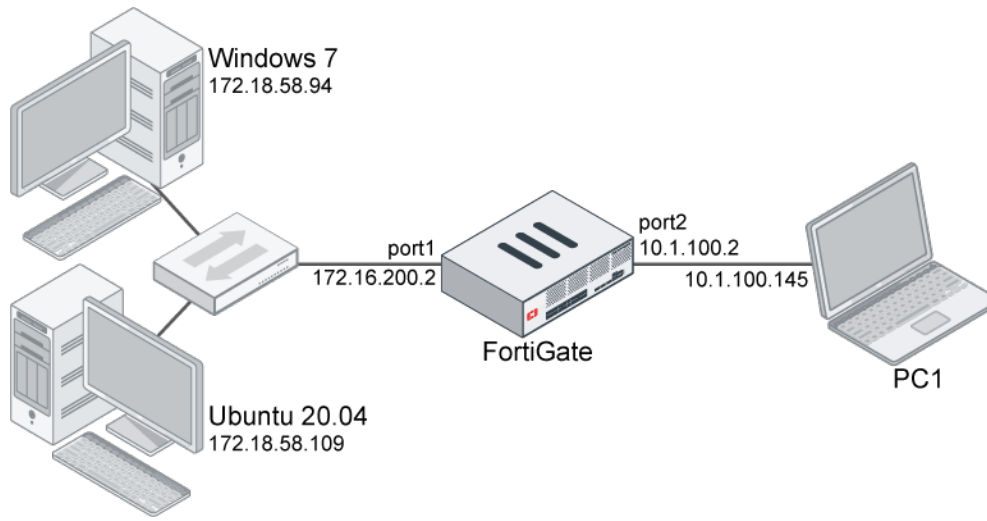 Windows 7
172.18.58.94
port1
172.16.200.2
port2
10.1.100.2
10.1.100.145
FortiGate
PC1
Ubuntu 20.04
172.18.58.109